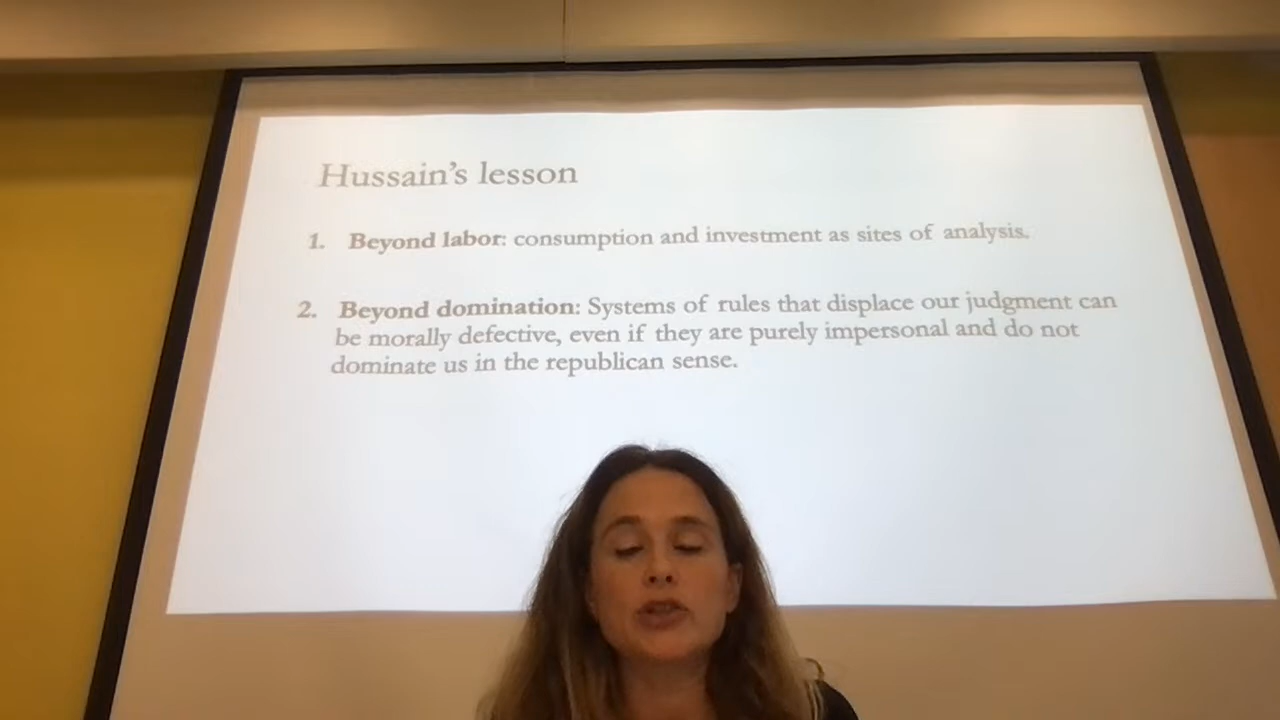 Hussain's lesson
1. Beyond labor: consumption and investment as sites of analysis.
2. Beyond domination: Systems of rules that displace our judgment can
be morally defective, even if they are purely impersonal and do not
dominate us in the republican sense.